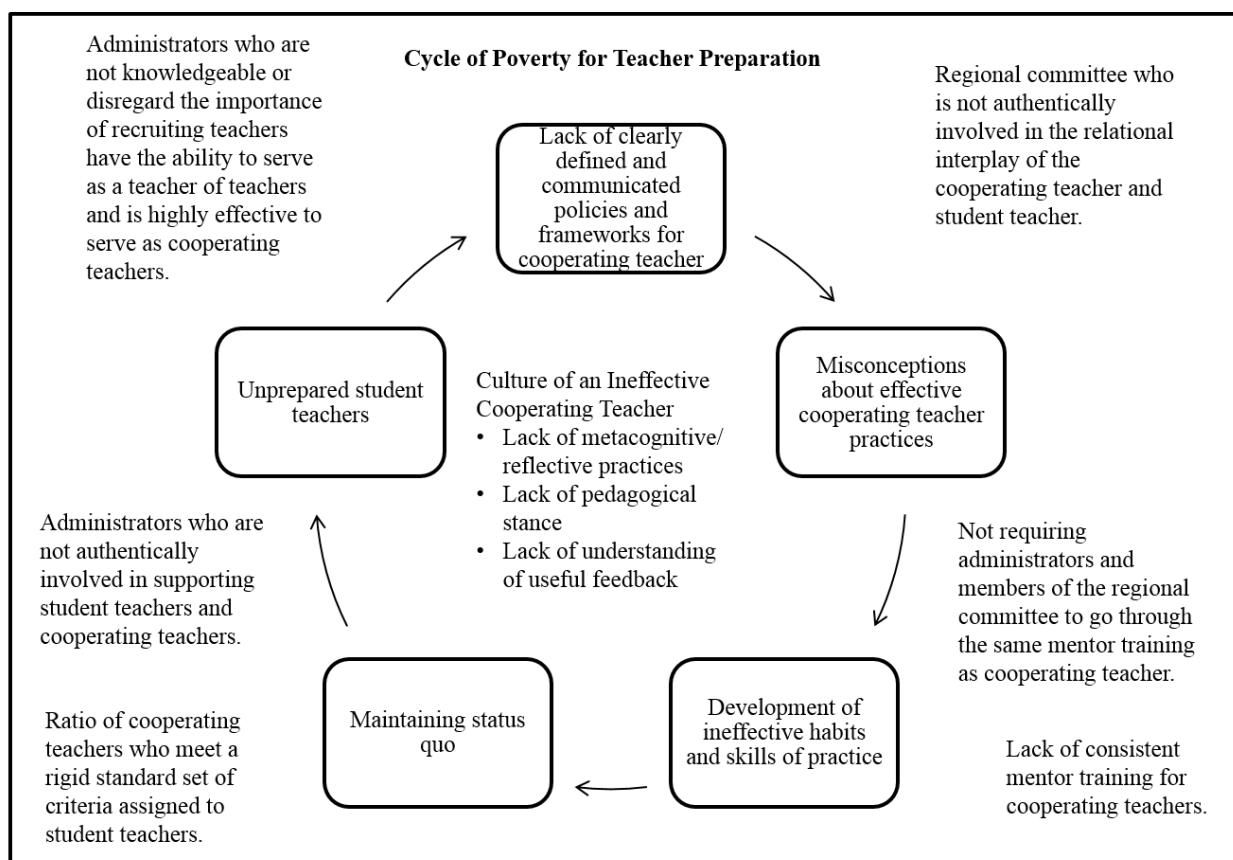 Cycle of Poverty for Teacher Preparation
Administrators who are
not knowledgeable or
disregard the importance
of recruiting teachers
have the ability to serve
as a teacher of teachers
and is highly effective to
serve as cooperating
teachers.
Lack of clearly
defined and
communicated
policies and
frameworks for
cooperating teacher
Regional committee who
is not authentically
involved in the relational
interplay of the
cooperating teacher and
student teacher.
Unprepared student
teachers
Culture of an Ineffective
Cooperating Teacher
• Lack of metacognitive/
reflective practices
• Lack of pedagogical
stance
• Lack of understanding
of useful feedback
Misconceptions
about effective
cooperating teacher
practices
Administrators who are
not authentically
involved in supporting
student teachers and
cooperating teachers.
Not requiring
administrators and
members of the regional
committee to go through
the same mentor training
as cooperating teacher.
Ratio of cooperating
teachers who meet a
rigid standard set of
criteria assigned to
student teachers.
Maintaining status
quo
Development of
ineffective habits
and skills of practice
Lack of consistent
mentor training for
cooperating teachers.